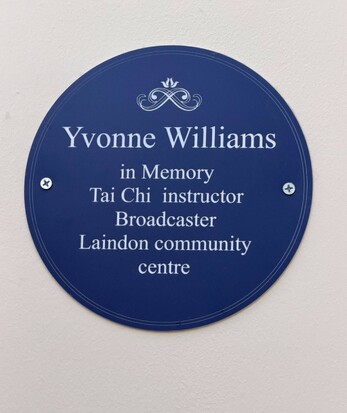 Yvonne Williams
in Memory
Tai Chi instructor
Broadcaster
Laindon community
centre